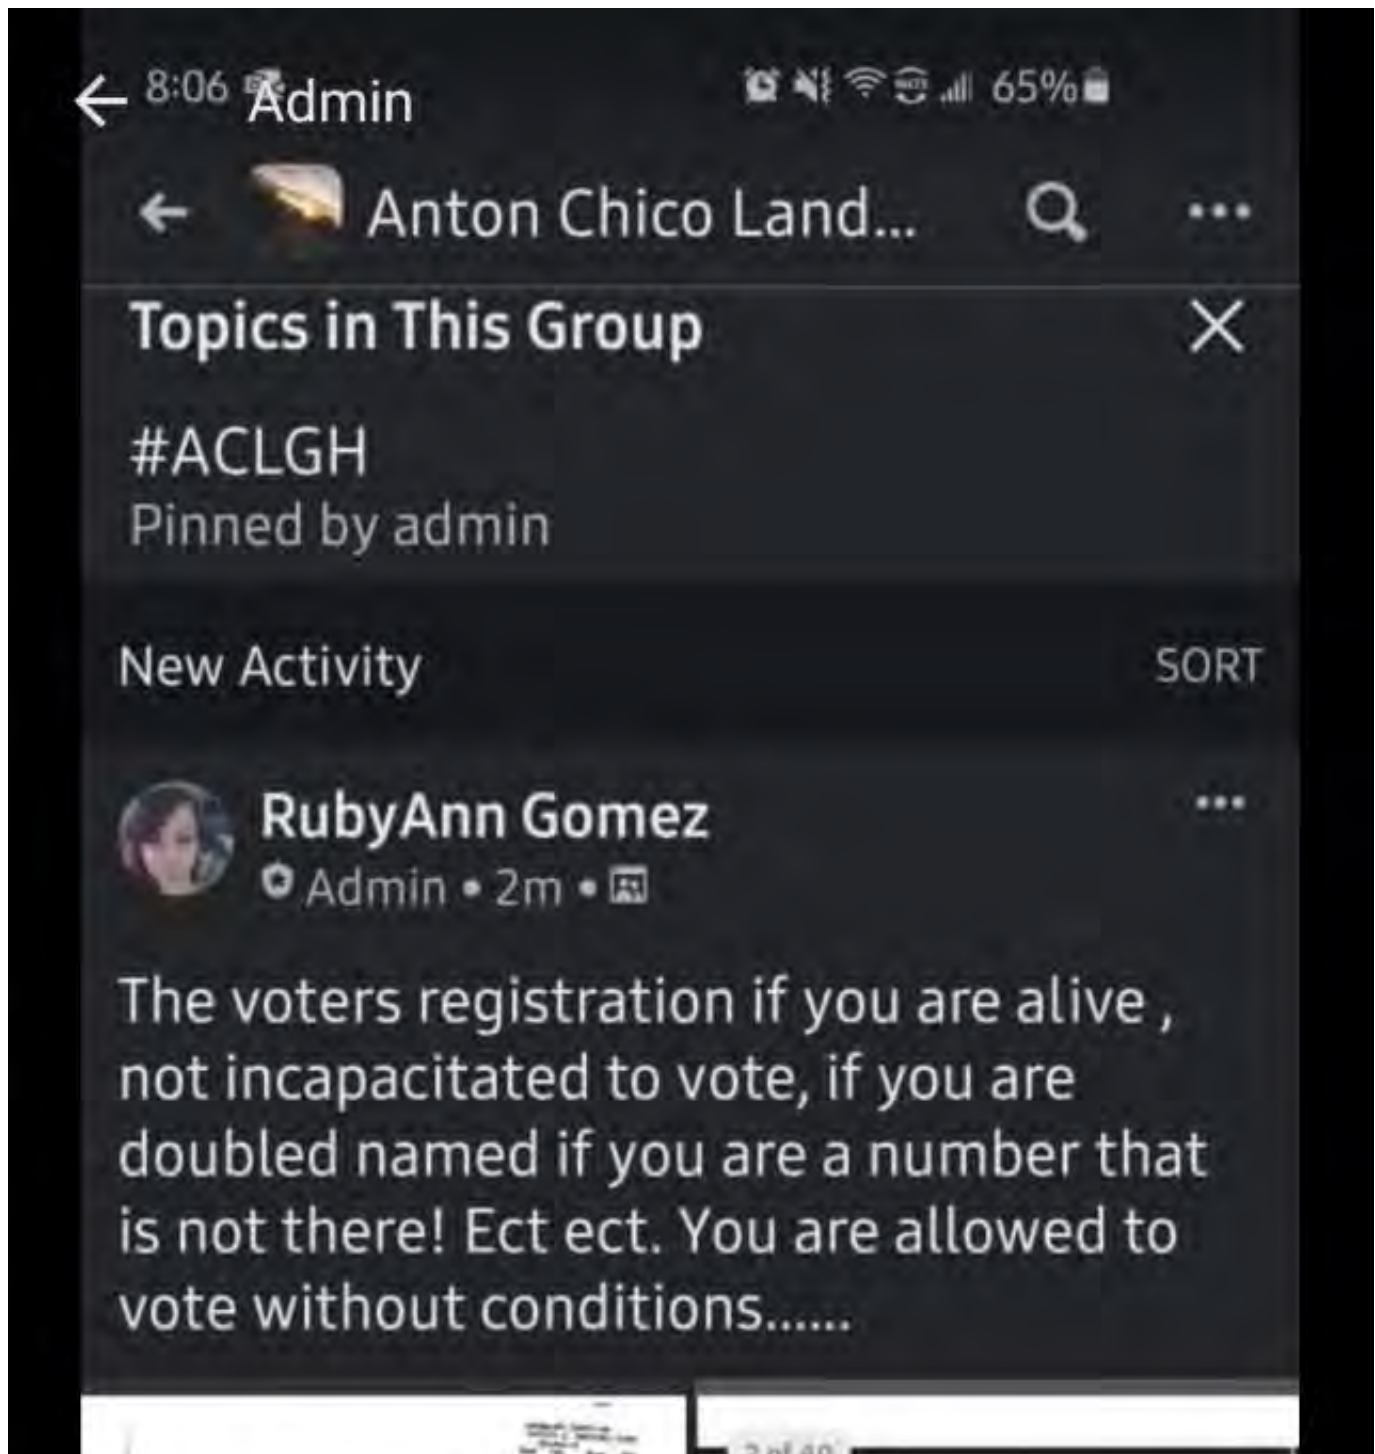 8:06 Admin 65%
Anton Chico Land...
Topics in This Group
#ACLGH
Pinned by admin
New Activity SORT
RubyAnn Gomez
Admin • 2m •
The voters registration if you are alive ,
not incapacitated to vote, if you are
doubled named if you are a number that
is not there! Ect ect. You are allowed to
vote without conditions......